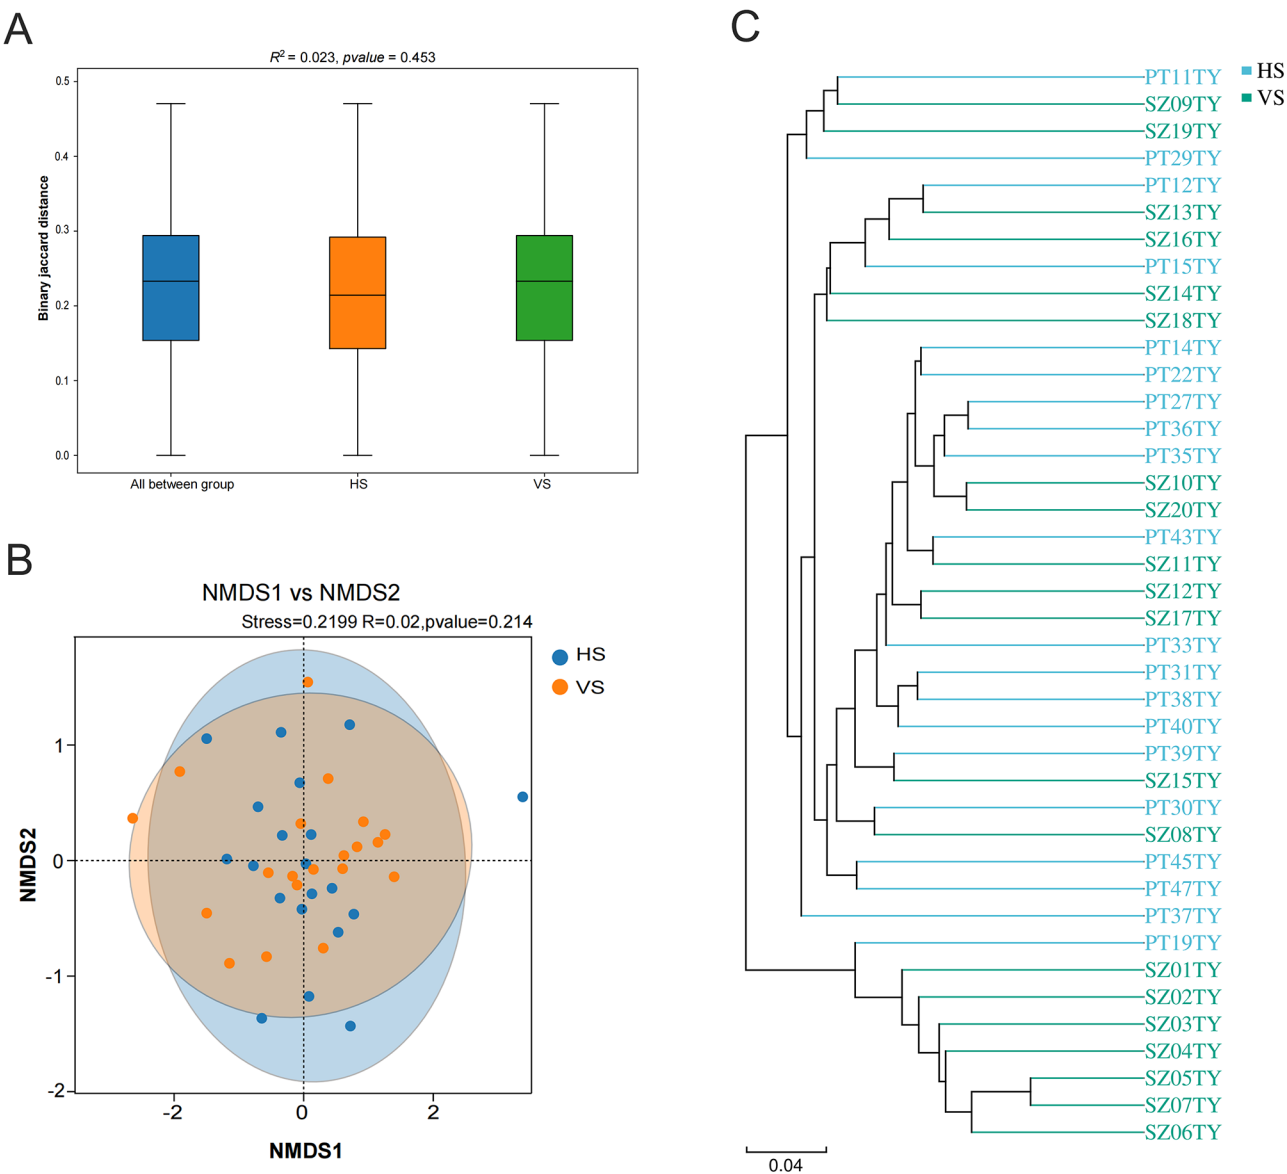 A
R² = 0.023, pvalue = 0.453
Binary jaccard distance
0.5
0.4
0.3
0.2
0.1
0.0
All between group HS VS
B
NMDS1 vs NMDS2
Stress=0.2199 R=0.02,pvalue=0.214
HS
VS
NMDS2
1
0
-1
-2
-2 0 2
NMDS1
C
HS
VS
PT11TY
SZ09TY
SZ19TY
PT29TY
PT12TY
SZ13TY
SZ16TY
PT15TY
SZ14TY
SZ18TY
PT14TY
PT22TY
PT27TY
PT36TY
PT35TY
SZ10TY
SZ20TY
PT43TY
SZ11TY
SZ12TY
SZ17TY
PT33TY
PT31TY
PT38TY
PT40TY
PT39TY
SZ15TY
PT30TY
SZ08TY
PT45TY
PT47TY
PT37TY
PT19TY
SZ01TY
SZ02TY
SZ03TY
SZ04TY
SZ05TY
SZ07TY
SZ06TY
0.04